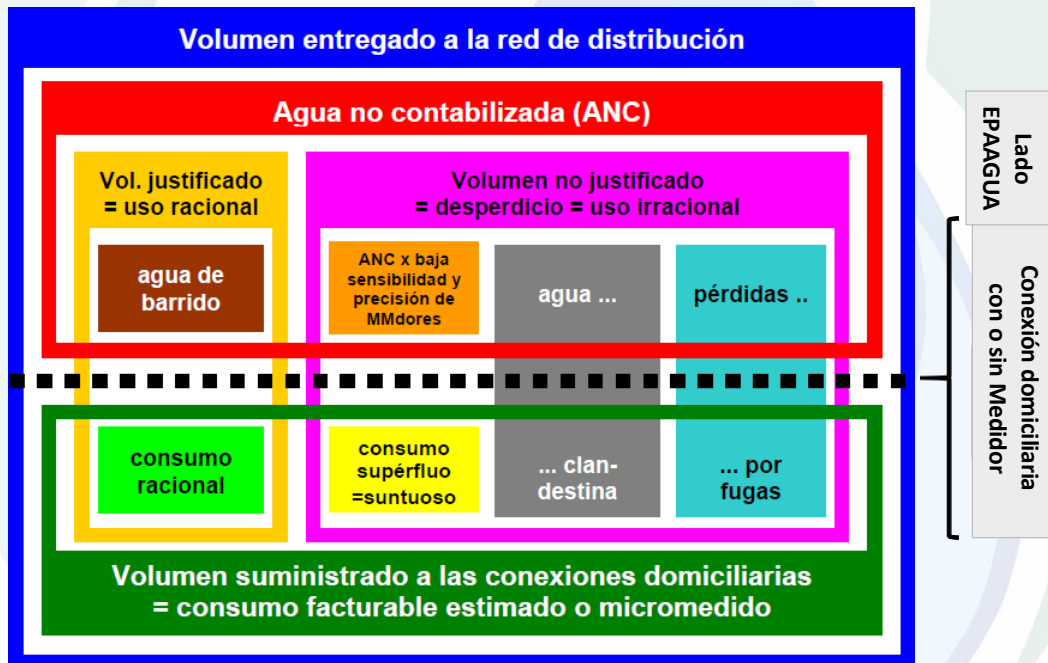 Volumen entregado a la red de distribución
Agua no contabilizada (ANC)
Vol. justificado
= uso racional
Volumen no justificado
= desperdicio = uso irracional
agua de
barrido
ANC x baja
sensibilidad y
precisión de
MMdores
agua ...
pérdidas ..
consumo
racional
consumo
supérfluo
=suntuoso
... clan-
destina
... por
fugas
Volumen suministrado a las conexiones domiciliarias
= consumo facturable estimado o micromedido
Lado
EPAAGUA
Conexión domiciliaria
con o sin Medidor